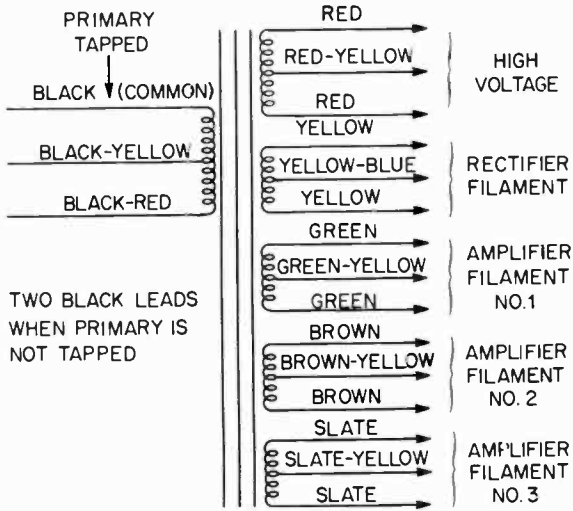 PRIMARY
TAPPED
BLACK (COMMON)
BLACK-YELLOW
BLACK-RED
TWO BLACK LEADS
WHEN PRIMARY IS
NOT TAPPED
RED
RED-YELLOW
RED
HIGH
VOLTAGE
YELLOW
YELLOW-BLUE
YELLOW
RECTIFIER
FILAMENT
GREEN
GREEN-YELLOW
GREEN
AMPLIFIER
FILAMENT
NO.1
BROWN
BROWN-YELLOW
BROWN
AMPLIFIER
FILAMENT
NO. 2
SLATE
SLATE-YELLOW
SLATE
AMPLIFIER
FILAMENT
NO.3